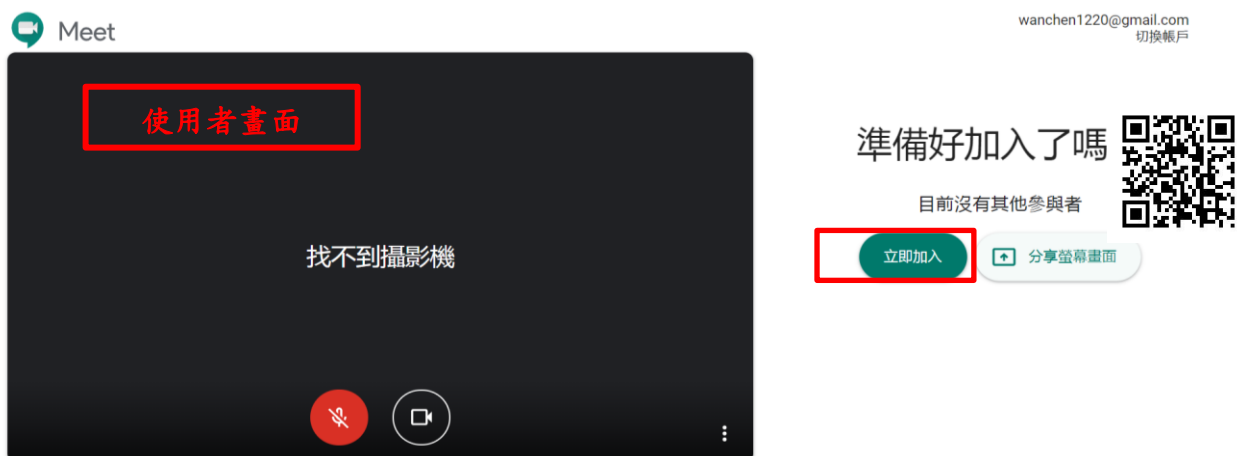 Meet
wanchen1220@gmail.com
切換帳戶
使用者畫面
準備好加入了嗎
目前沒有其他參與者
找不到攝影機
立即加入
分享螢幕畫面